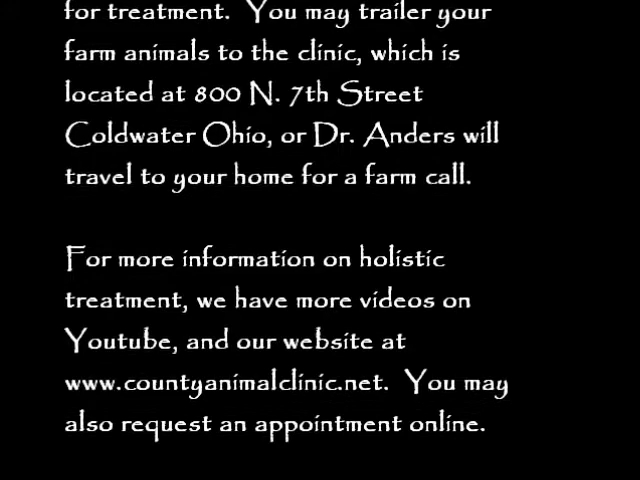 for treatment. You may trailer your
farm animals to the clinic, which is
located at 800 N. 7th Street
Coldwater Ohio, or Dr. Anders will
travel to your home for a farm call.
For more information on holistic
treatment, we have more videos on
Youtube, and our website at
www.countyanimalclinic.net. You may
also request an appointment online.